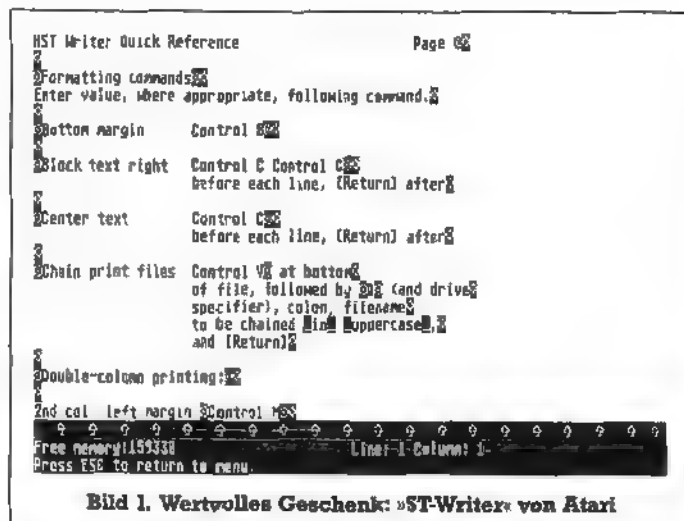 HST Writer Quick Reference Page
Formatting commands
Enter value, where appropriate, following command.
Bottom margin Control B
Block text right Control C Control C
before each line, [Return] after
Center text Control C
before each line, [Return] after
Chain print files Control V at bottom
of file, followed by (and drive
specifier), colon, filename
to be chained in uppercase,
and [Return]
Double-column printing:
2nd col left margin Control M
Free memory:159330 Line: 1 Column: 1
Press ESC to return to menu.
Bild 1. Wertvolles Geschenk: »ST-Writer« von Atari